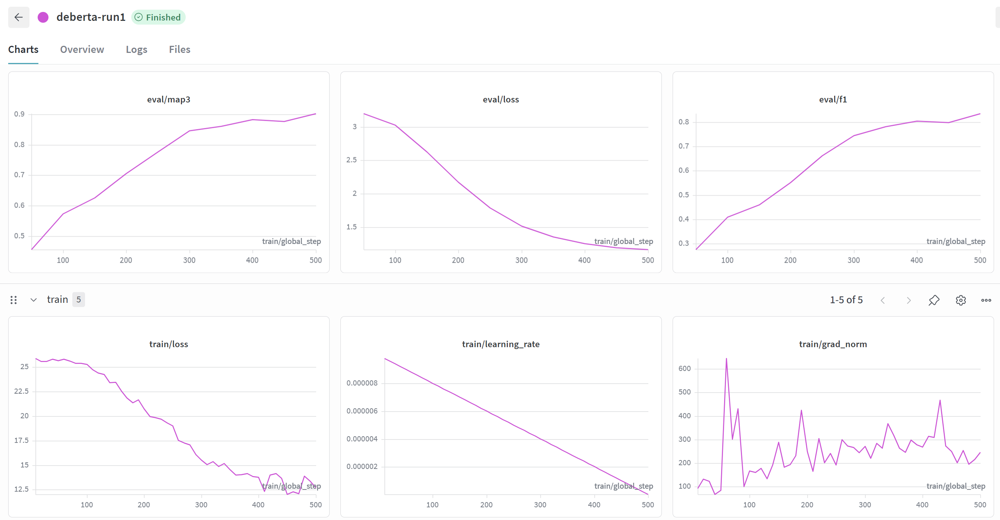 deberta-run1 Finished
Charts Overview Logs Files
eval/map3
0.9
0.8
0.7
0.6
0.5
train/global_step
100 200 300 400 500
eval/loss
3
2.5
2
1.5
train/global_step
100 200 300 400 500
eval/f1
0.8
0.7
0.6
0.5
0.4
0.3
train/global_step
100 200 300 400 500
train 5
1-5 of 5
train/loss
25
22.5
20
17.5
15
12.5
train/global_step
100 200 300 400 500
train/learning_rate
0.000008
0.000006
0.000004
0.000002
train/global_step
100 200 300 400 500
train/grad_norm
600
500
400
300
200
100
train/global_step
100 200 300 400 500